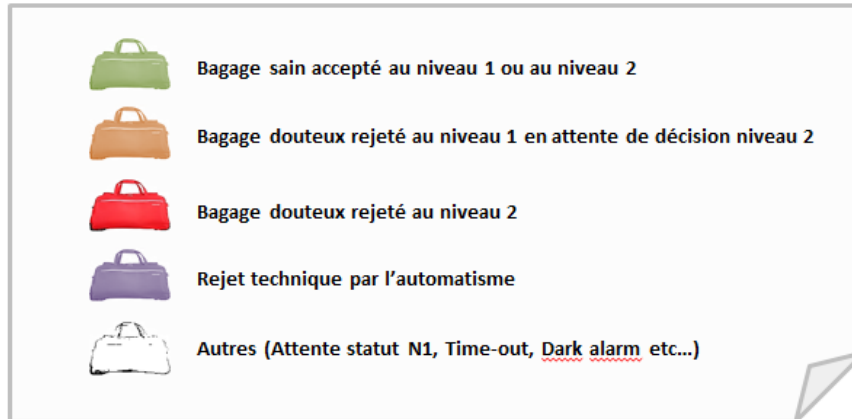 Bagage sain accepté au niveau 1 ou au niveau 2
Bagage douteux rejeté au niveau 1 en attente de décision niveau 2
Bagage douteux rejeté au niveau 2
Rejet technique par l’automatisme
Autres (Attente statut N1, Time-out, Dark alarm etc…)